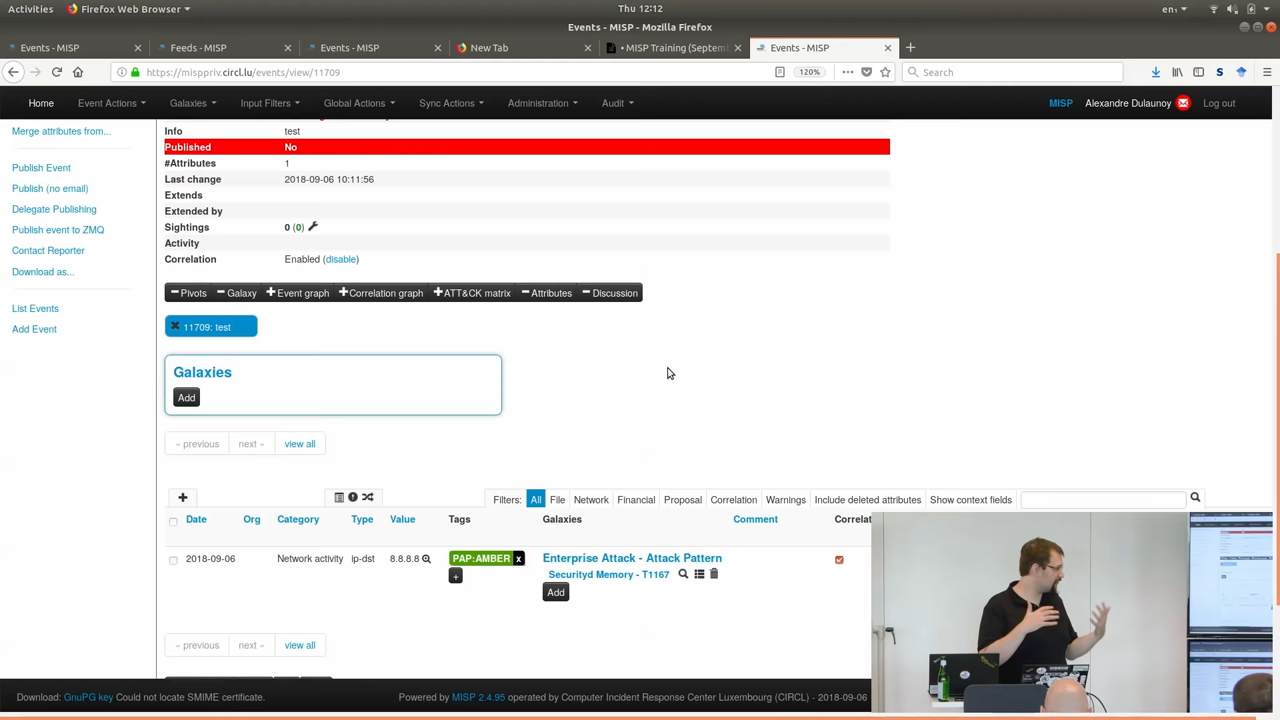 Activities Firefox Web Browser Thu 12:12 en₁
Events - MISP - Mozilla Firefox
Events - MISP Feeds - MISP Events - MISP New Tab • MISP Training (Septem Events - MISP
https://misppriv.circl.lu/events/view/11709 120% Search
Home Event Actions Galaxies Input Filters Global Actions Sync Actions Administration Audit MISP Alexandre Dulaunoy Log out
Merge attributes from...
Publish Event
Publish (no email)
Delegate Publishing
Publish event to ZMQ
Contact Reporter
Download as...
List Events
Add Event
Info test
Published No
#Attributes 1
Last change 2018-09-06 10:11:56
Extends
Extended by
Sightings 0 (0)
Activity
Correlation Enabled (disable)
Pivots Galaxy Event graph Correlation graph ATT&CK matrix Attributes Discussion
11709: test
Galaxies
Add
« previous next » view all
Filters: All File Network Financial Proposal Correlation Warnings Include deleted attributes Show context fields
Date Org Category Type Value Tags Galaxies Comment Correlat
2018-09-06 Network activity ip-dst 8.8.8.8 PAP:AMBER x Enterprise Attack - Attack Pattern
+ Securityd Memory - T1167
Add
« previous next » view all
Download: GnuPG key Could not locate SMIME certificate. Powered by MISP 2.4.95 operated by Computer Incident Response Center Luxembourg (CIRCL) - 2018-09-06